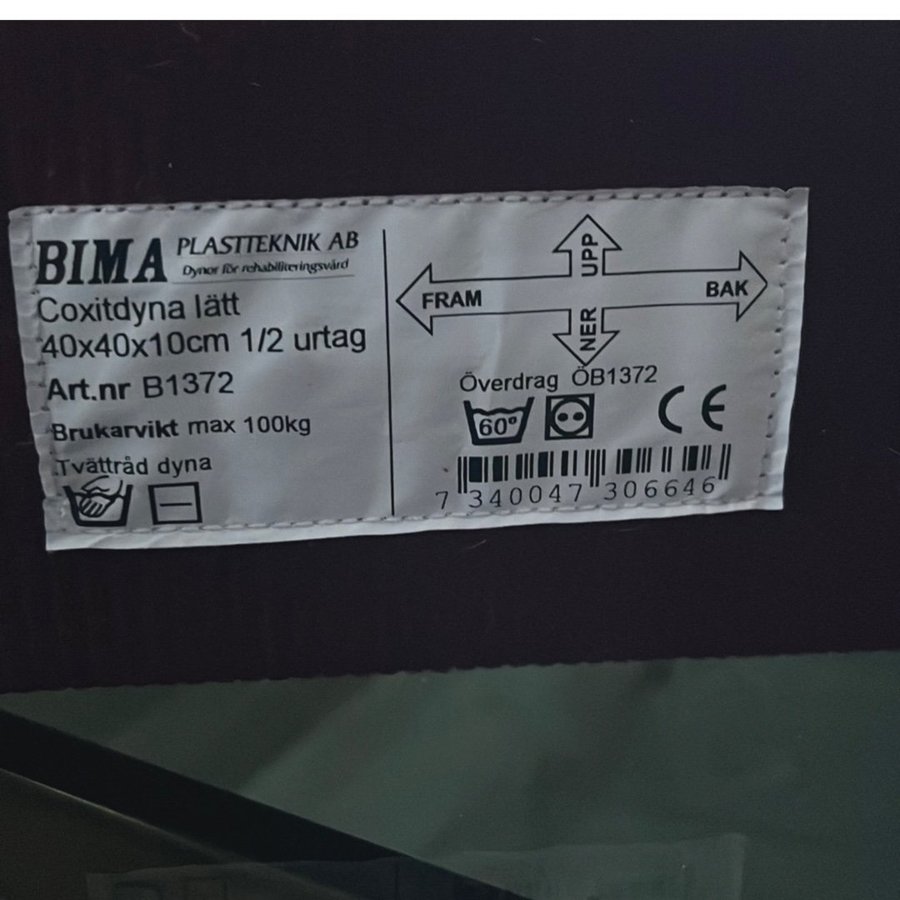 BIMA PLASTTEKNIK AB
Dynor för rehabiliteringsvård
Coxitdyna lätt
40x40x10cm 1/2 urtag
Art.nr B1372
Brukarvikt max 100kg
Tvättråd dyna
UPP
FRAM
BAK
NER
Överdrag ÖB1372
60°
CE
7 340047 306646